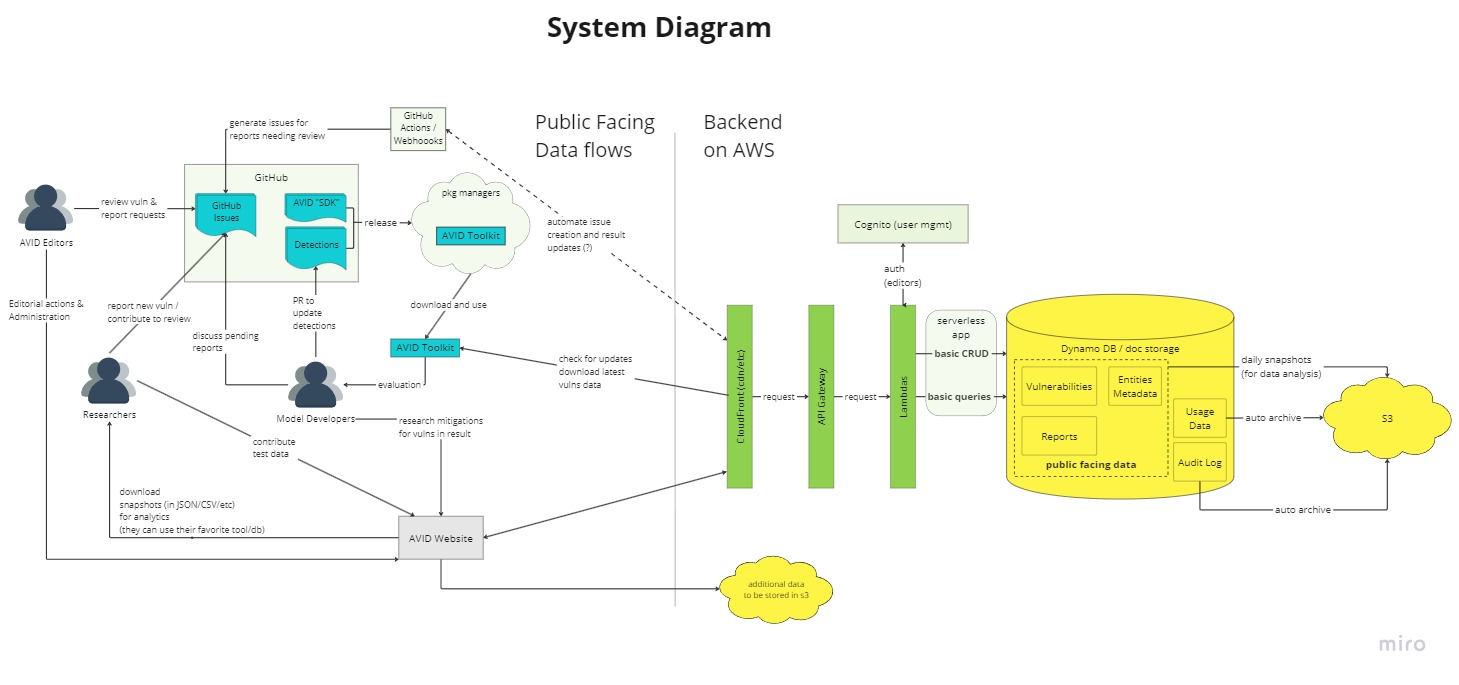 System Diagram
Public Facing
Data flows
Backend
on AWS
GitHub
Actions /
Webhoooks
generate issues for
reports needing review
GitHub
GitHub
Issues
AVID "SDK"
Detections
release
pkg managers
AVID Toolkit
review vuln &
report requests
AVID Editors
automate issue
creation and result
updates (?)
Cognito (user mgmt)
auth
(editors)
Editorial actions &
Administration
report new vuln /
contribute to review
PR to
update
detections
discuss pending
reports
download and use
AVID Toolkit
evaluation
check for updates
download latest
vulns data
Researchers
Model Developers
research mitigations
for vulns in result
contribute
test data
download
snapshots (in JSON/CSV/etc)
for analytics
(they can use their favorite tool/db)
AVID Website
CloudFront (cdn/etc)
request
API Gateway
request
Lambdas
serverless
app
basic CRUD
basic queries
Dynamo DB / doc storage
Vulnerabilities
Entities
Metadata
Reports
public facing data
Usage
Data
Audit Log
daily snapshots
(for data analysis)
auto archive
S3
auto archive
additional data
to be stored in s3
miro